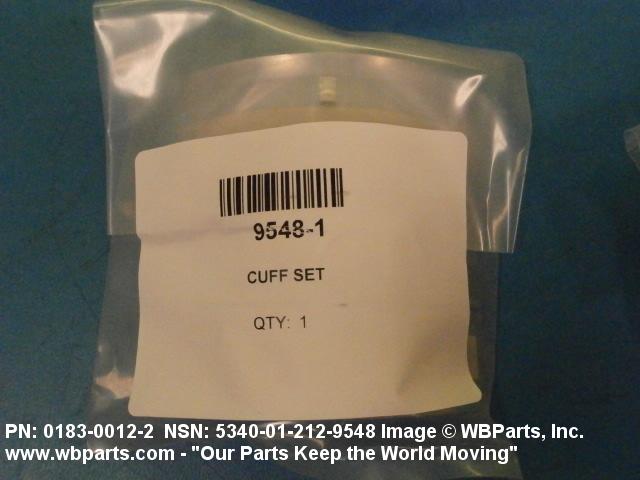 9548-1
CUFF SET
QTY: 1
PN: 0183-0012-2 NSN: 5340-01-212-9548 Image © WBParts, Inc.
www.wbparts.com - "Our Parts Keep the World Moving"